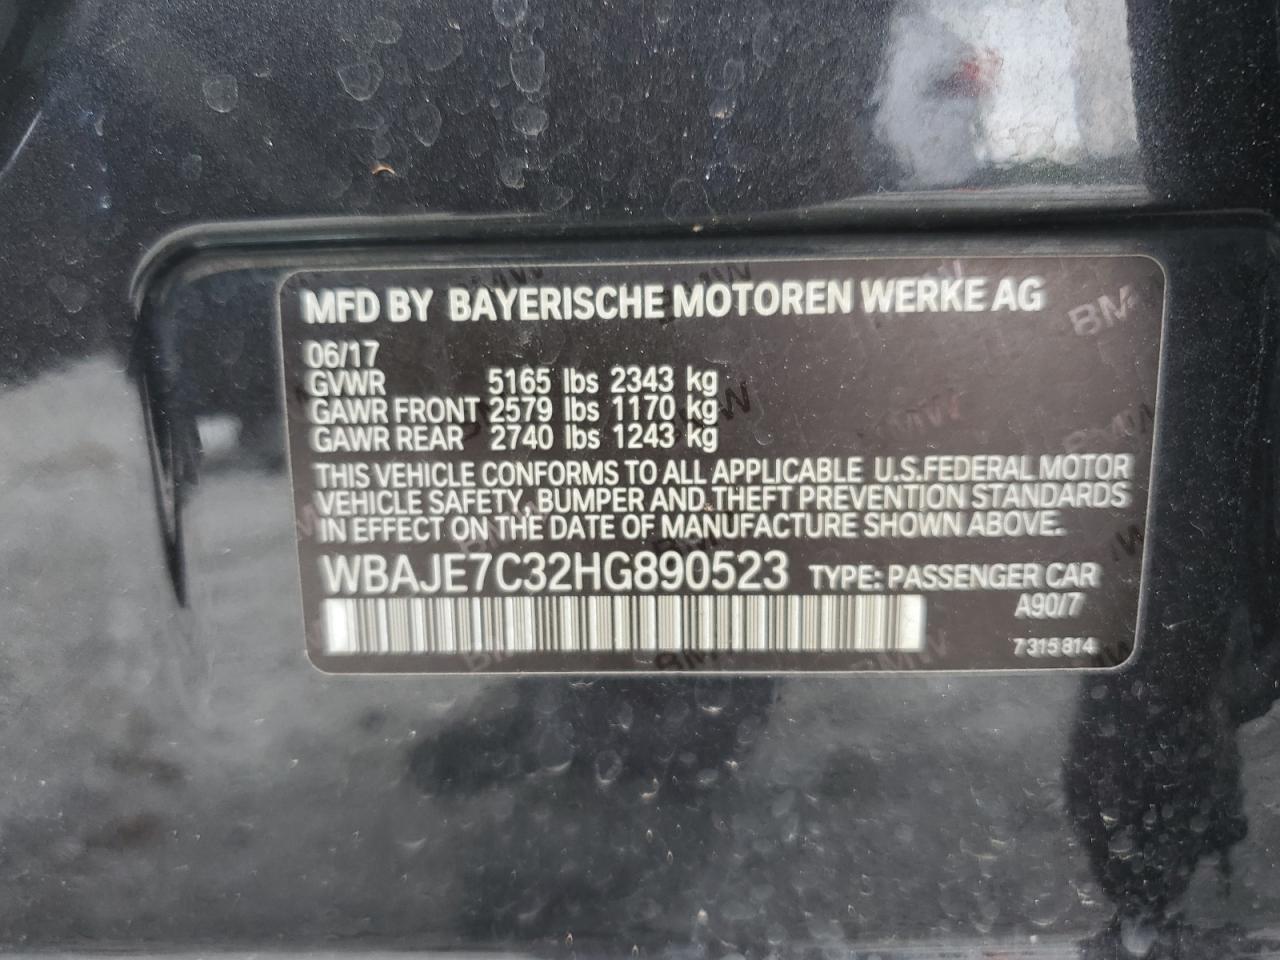 MFD BY BAYERISCHE MOTOREN WERKE AG
06/17
GVWR 5165 lbs 2343 kg
GAWR FRONT 2579 lbs 1170 kg
GAWR REAR 2740 lbs 1243 kg
THIS VEHICLE CONFORMS TO ALL APPLICABLE U.S.FEDERAL MOTOR
VEHICLE SAFETY, BUMPER AND THEFT PREVENTION STANDARDS
IN EFFECT ON THE DATE OF MANUFACTURE SHOWN ABOVE.
WBAJE7C32HG890523 TYPE: PASSENGER CAR
A90/7
7 315 814